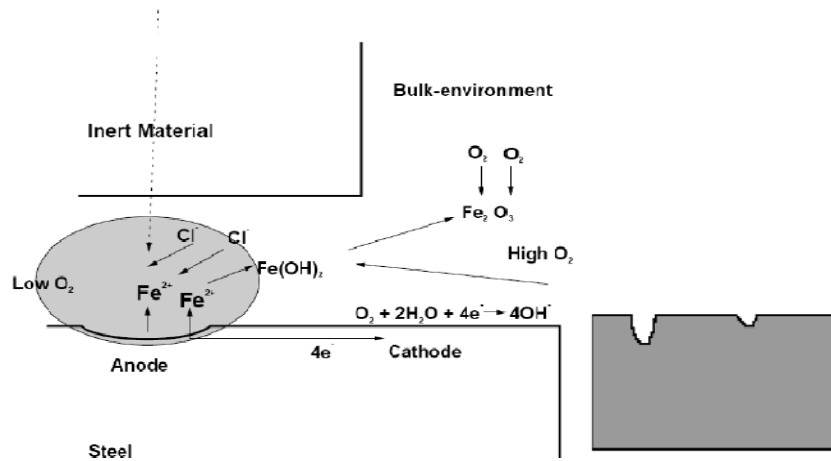 Bulk-environment
Inert Material
O₂ O₂
Fe₂ O₃
Cl⁻ Cl⁻
High O₂
Fe(OH)₂
Low O₂
Fe²⁺ Fe²⁺
O₂ + 2H₂O + 4e⁻ → 4OH⁻
4e⁻ Cathode
Anode
Steel